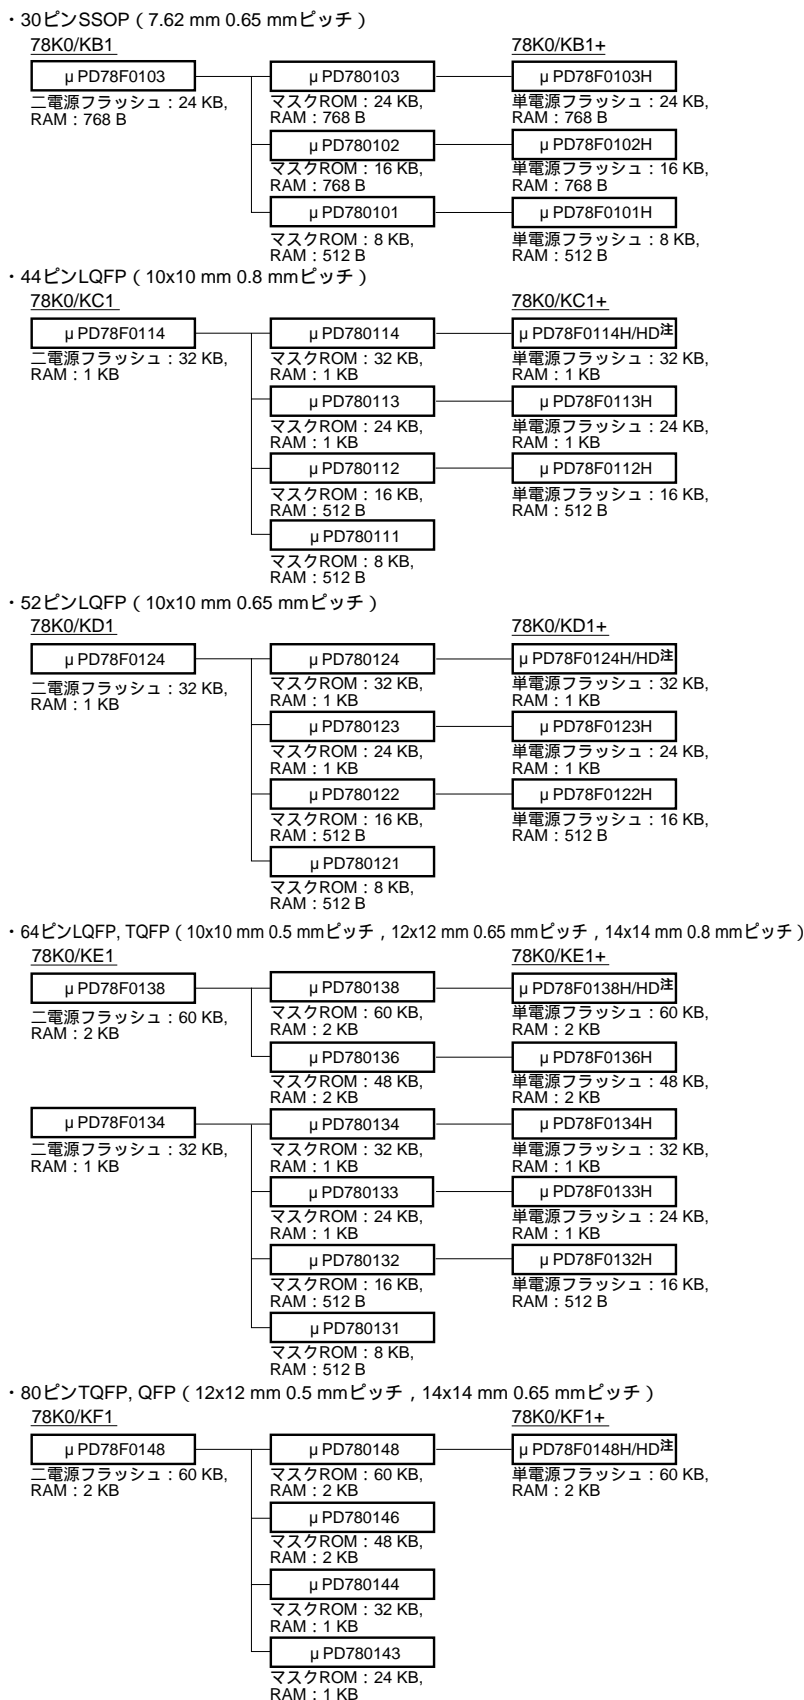 ・30ピンSSOP（7.62 mm 0.65 mmピッチ）
78K0/KB1
78K0/KB1+
μPD78F0103
μPD780103
μPD78F0103H
二電源フラッシュ：24 KB,
RAM：768 B
マスクROM：24 KB,
RAM：768 B
単電源フラッシュ：24 KB,
RAM：768 B
μPD780102
μPD78F0102H
マスクROM：16 KB,
RAM：768 B
単電源フラッシュ：16 KB,
RAM：768 B
μPD780101
μPD78F0101H
マスクROM：8 KB,
RAM：512 B
単電源フラッシュ：8 KB,
RAM：512 B
・44ピンLQFP（10x10 mm 0.8 mmピッチ）
78K0/KC1
78K0/KC1+
μPD78F0114
μPD780114
μPD78F0114H/HD注
二電源フラッシュ：32 KB,
RAM：1 KB
マスクROM：32 KB,
RAM：1 KB
単電源フラッシュ：32 KB,
RAM：1 KB
μPD780113
μPD78F0113H
マスクROM：24 KB,
RAM：1 KB
単電源フラッシュ：24 KB,
RAM：1 KB
μPD780112
μPD78F0112H
マスクROM：16 KB,
RAM：512 B
単電源フラッシュ：16 KB,
RAM：512 B
μPD780111
マスクROM：8 KB,
RAM：512 B
・52ピンLQFP（10x10 mm 0.65 mmピッチ）
78K0/KD1
78K0/KD1+
μPD78F0124
μPD780124
μPD78F0124H/HD注
二電源フラッシュ：32 KB,
RAM：1 KB
マスクROM：32 KB,
RAM：1 KB
単電源フラッシュ：32 KB,
RAM：1 KB
μPD780123
μPD78F0123H
マスクROM：24 KB,
RAM：1 KB
単電源フラッシュ：24 KB,
RAM：1 KB
μPD780122
μPD78F0122H
マスクROM：16 KB,
RAM：512 B
単電源フラッシュ：16 KB,
RAM：512 B
μPD780121
マスクROM：8 KB,
RAM：512 B
・64ピンLQFP, TQFP（10x10 mm 0.5 mmピッチ，12x12 mm 0.65 mmピッチ，14x14 mm 0.8 mmピッチ）
78K0/KE1
78K0/KE1+
μPD78F0138
μPD780138
μPD78F0138H/HD注
二電源フラッシュ：60 KB,
RAM：2 KB
マスクROM：60 KB,
RAM：2 KB
単電源フラッシュ：60 KB,
RAM：2 KB
μPD780136
μPD78F0136H
マスクROM：48 KB,
RAM：2 KB
単電源フラッシュ：48 KB,
RAM：2 KB
μPD78F0134
μPD780134
μPD78F0134H
二電源フラッシュ：32 KB,
RAM：1 KB
マスクROM：32 KB,
RAM：1 KB
単電源フラッシュ：32 KB,
RAM：1 KB
μPD780133
μPD78F0133H
マスクROM：24 KB,
RAM：1 KB
単電源フラッシュ：24 KB,
RAM：1 KB
μPD780132
μPD78F0132H
マスクROM：16 KB,
RAM：512 B
単電源フラッシュ：16 KB,
RAM：512 B
μPD780131
マスクROM：8 KB,
RAM：512 B
・80ピンTQFP, QFP（12x12 mm 0.5 mmピッチ，14x14 mm 0.65 mmピッチ）
78K0/KF1
78K0/KF1+
μPD78F0148
μPD780148
μPD78F0148H/HD注
二電源フラッシュ：60 KB,
RAM：2 KB
マスクROM：60 KB,
RAM：2 KB
単電源フラッシュ：60 KB,
RAM：2 KB
μPD780146
マスクROM：48 KB,
RAM：2 KB
μPD780144
マスクROM：32 KB,
RAM：1 KB
μPD780143
マスクROM：24 KB,
RAM：1 KB